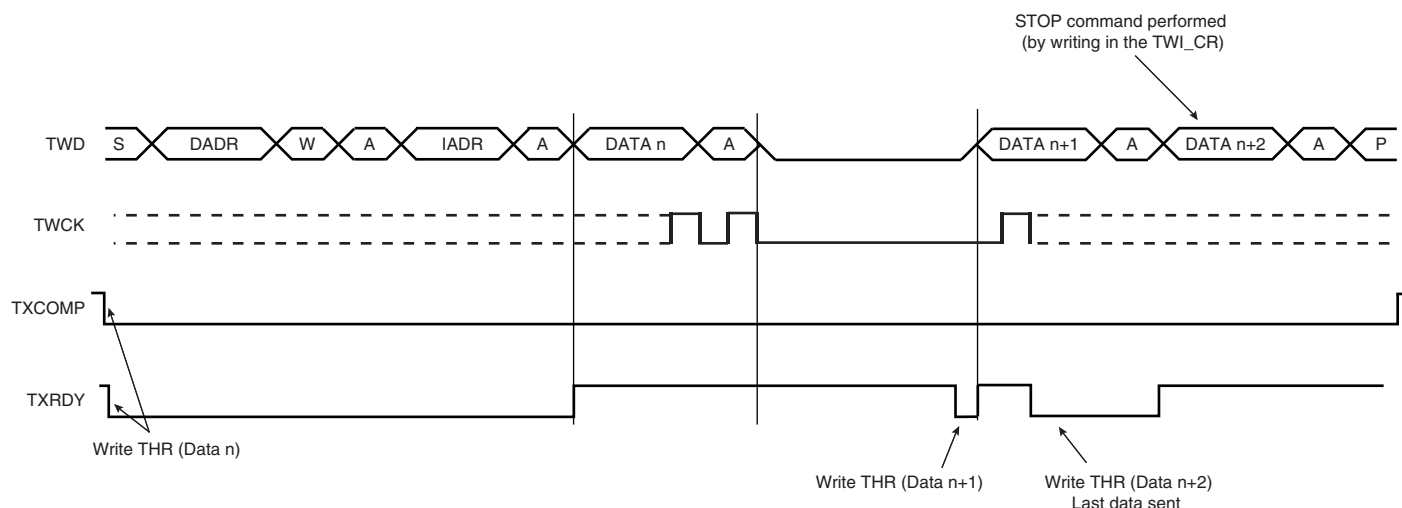 STOP command performed
(by writing in the TWI_CR)
TWD S DADR W A IADR A DATA n A DATA n+1 A DATA n+2 A P
TWCK
TXCOMP
TXRDY
Write THR (Data n)
Write THR (Data n+1)
Write THR (Data n+2)
Last data sent